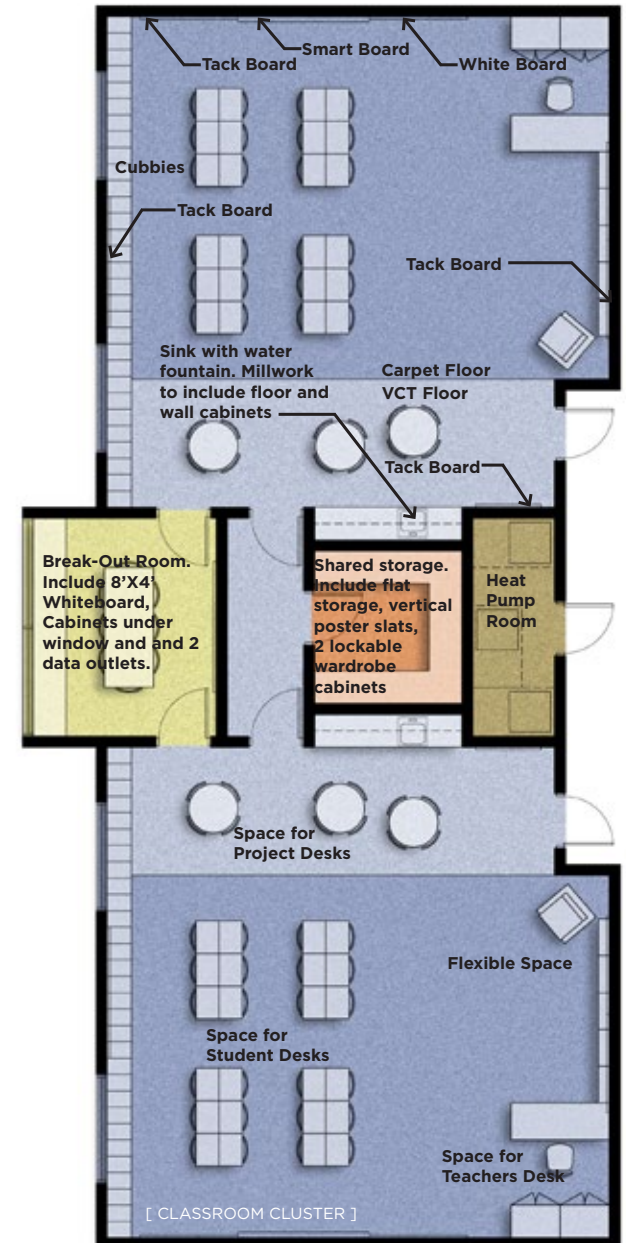 Smart Board
Tack Board
White Board
Cubbies
Tack Board
Tack Board
Sink with water
fountain. Millwork
to include floor and
wall cabinets
Carpet Floor
VCT Floor
Tack Board
Break-Out Room.
Include 8'X4'
Whiteboard,
Cabinets under
window and and 2
data outlets.
Shared storage.
Include flat
storage, vertical
poster slats,
2 lockable
wardrobe
cabinets
Heat
Pump
Room
Space for
Project Desks
Flexible Space
Space for
Student Desks
Space for
Teachers Desk
[ CLASSROOM CLUSTER ]